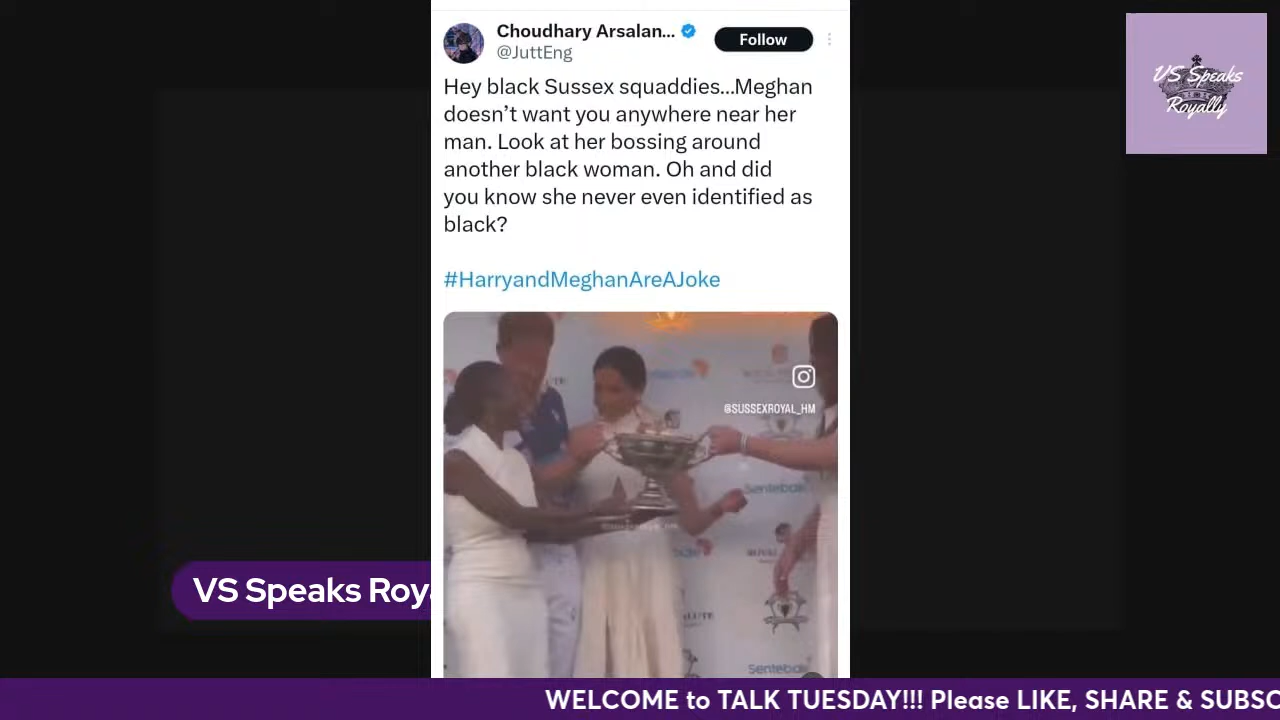 Choudhary Arsalan...
@JuttEng
Follow
VS Speaks
Royally
Hey black Sussex squaddies...Meghan
doesn’t want you anywhere near her
man. Look at her bossing around
another black woman. Oh and did
you know she never even identified as
black?
#HarryandMeghanAreAJoke
@SUSSEXROYAL_HM
Sentebale
Sentebale
VS Speaks Roy
WELCOME to TALK TUESDAY!!! Please LIKE, SHARE & SUBSC